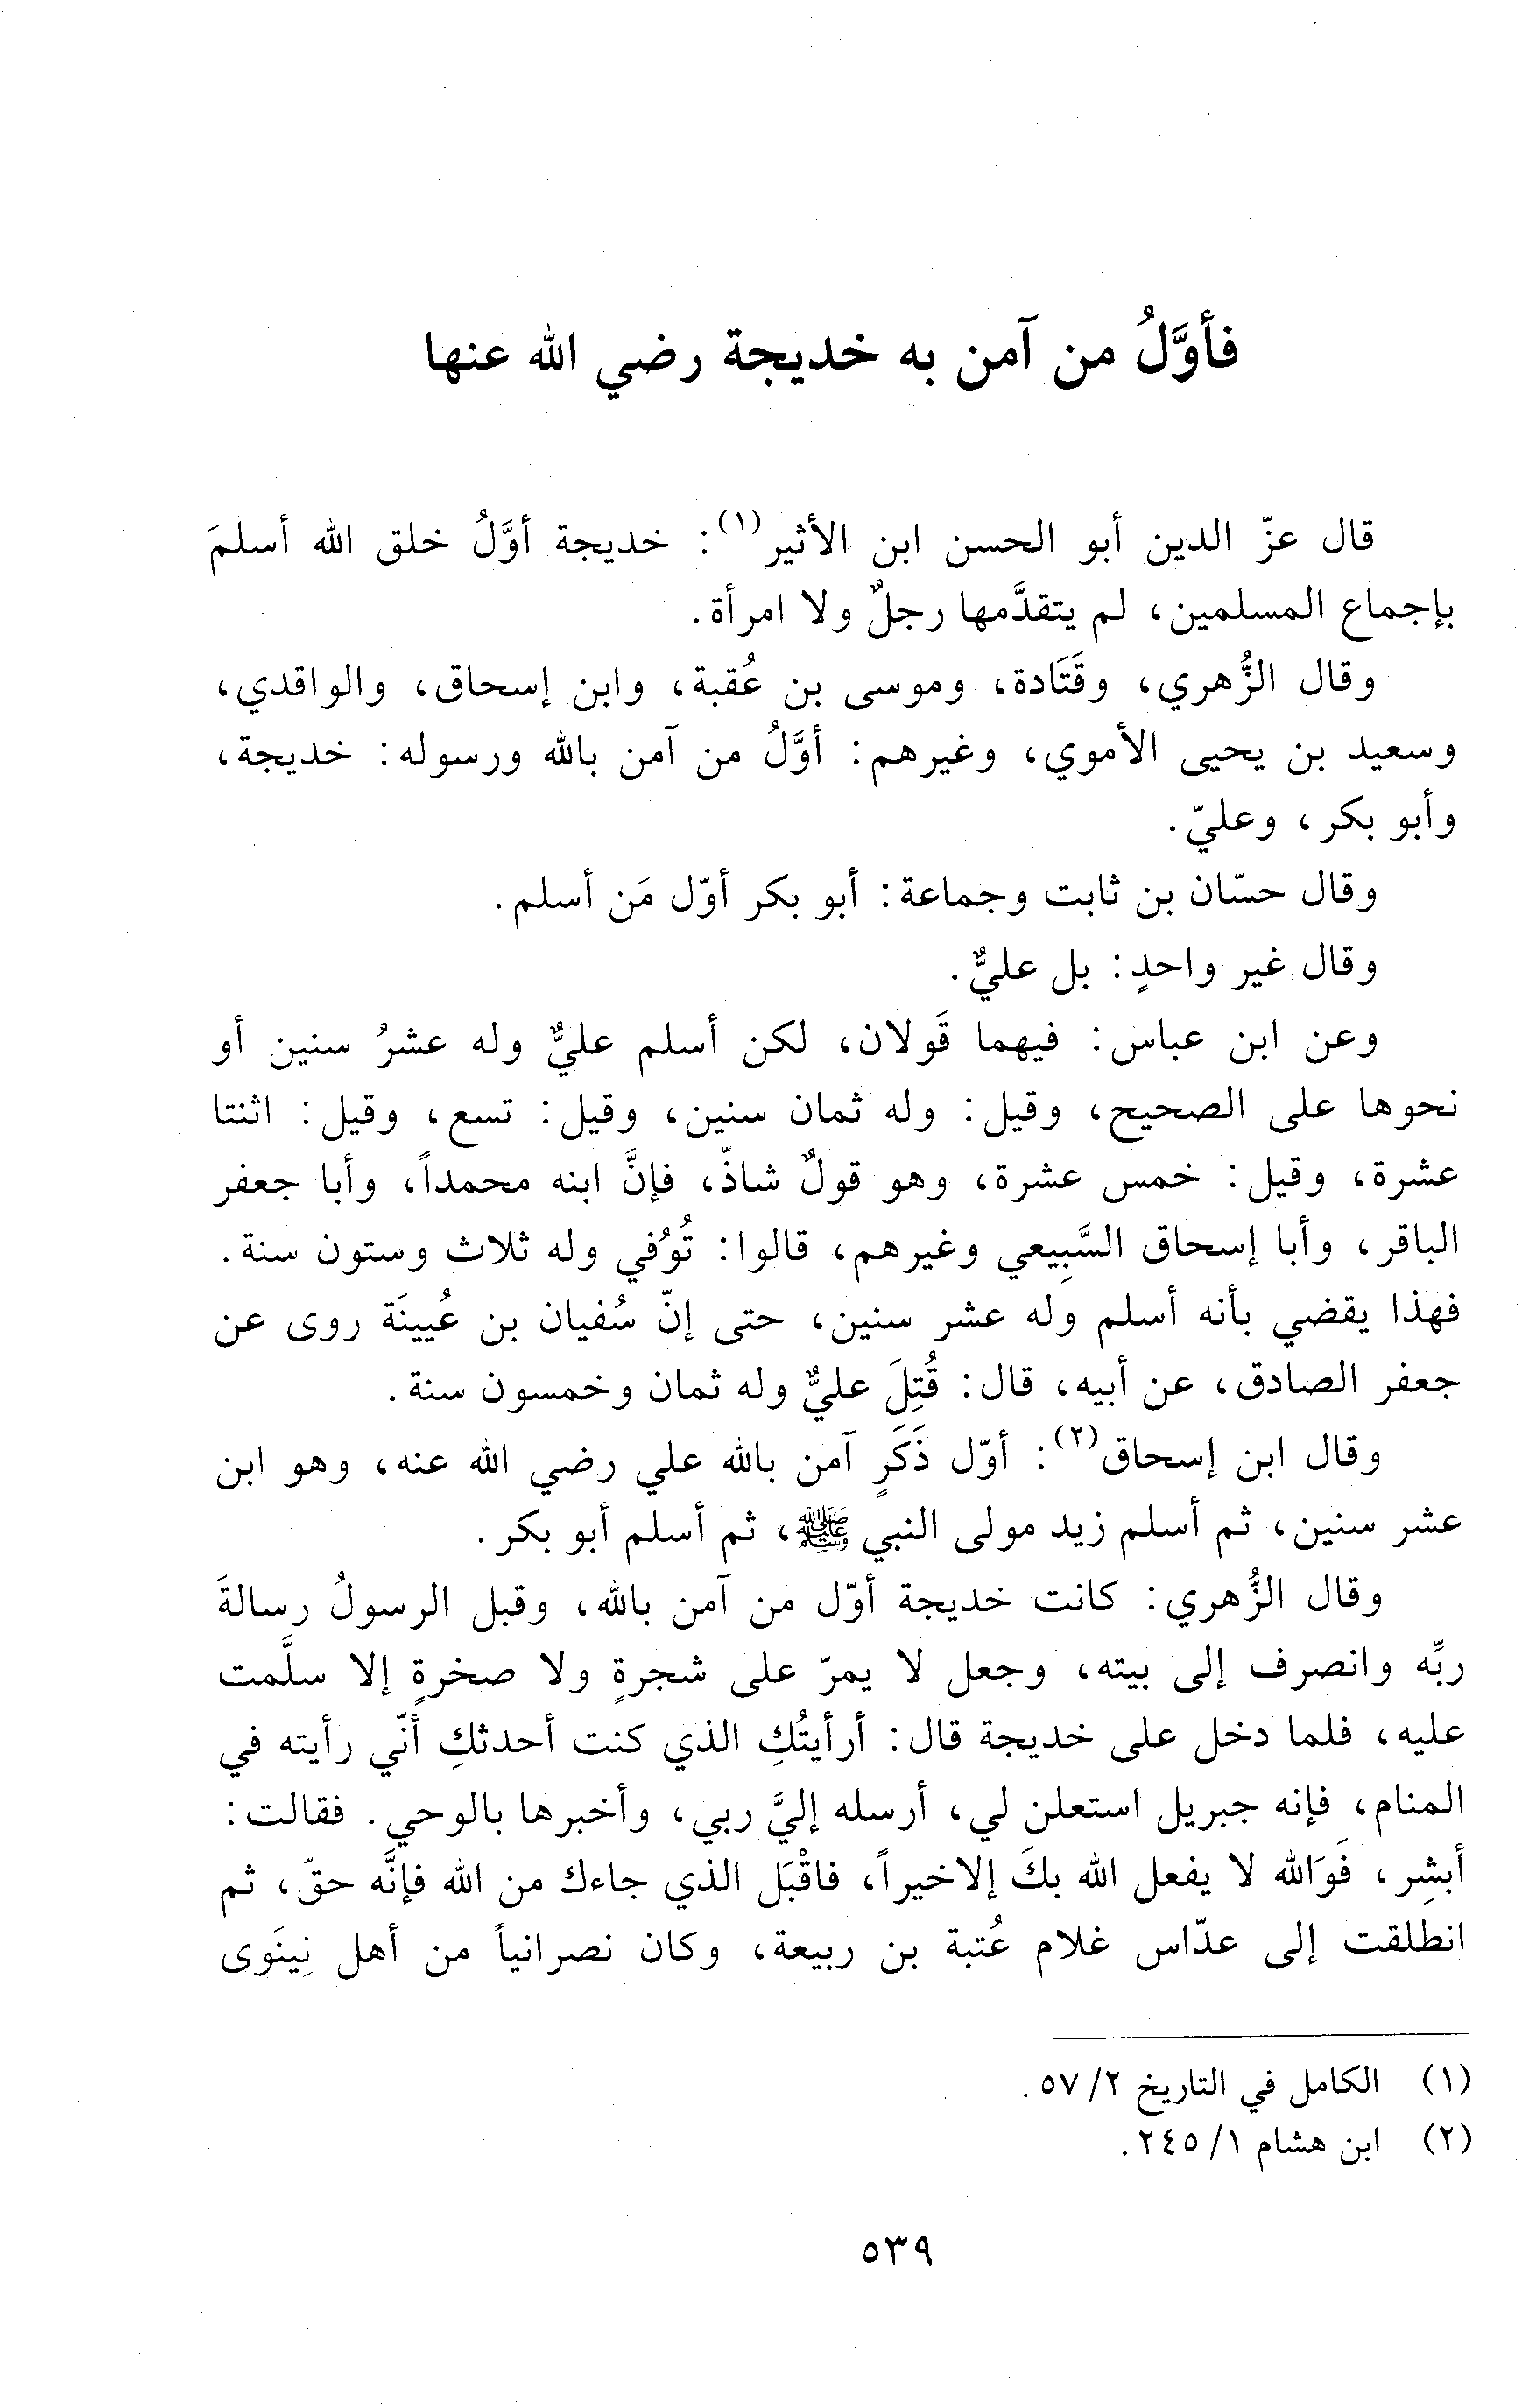 فأوَّلُ من آمن به خديجة رضي الله عنها
قال عزّ الدين أبو الحسن ابن الأثير(١): خديجة أوَّلُ خلق الله أسلمَ
بإجماع المسلمين، لم يتقدَّمها رجلٌ ولا امرأة.
وقال الزُّهري، وقَتَادة، وموسى بن عُقبة، وابن إسحاق، والواقدي،
وسعيد بن يحيى الأموي، وغيرهم: أوَّلُ من آمن بالله ورسوله: خديجة،
وأبو بكر، وعليّ.
وقال حسّان بن ثابت وجماعة: أبو بكر أوّل مَن أسلم.
وقال غير واحدٍ: بل عليٌّ.
وعن ابن عباس: فيهما قَولان، لكن أسلم عليٌّ وله عشرُ سنين أو
نحوها على الصحيح، وقيل: وله ثمان سنين، وقيل: تسع، وقيل: اثنتا
عشرة، وقيل: خمس عشرة، وهو قولٌ شاذّ، فإنَّ ابنه محمداً، وأبا جعفر
الباقر، وأبا إسحاق السَّبِيعي وغيرهم، قالوا: تُوُفي وله ثلاث وستون سنة.
فهذا يقضي بأنه أسلم وله عشر سنين، حتى إنّ سُفيان بن عُيينَة روى عن
جعفر الصادق، عن أبيه، قال: قُتِلَ عليٌّ وله ثمان وخمسون سنة.
وقال ابن إسحاق(٢): أوّل ذَكَرٍ آمن بالله علي رضي الله عنه، وهو ابن
عشر سنين، ثم أسلم زيد مولى النبي ﷺ، ثم أسلم أبو بكر.
وقال الزُّهري: كانت خديجة أوّل من آمن بالله، وقبل الرسولُ رسالةَ
ربِّه وانصرف إلى بيته، وجعل لا يمرّ على شجرةٍ ولا صخرةٍ إلا سلَّمت
عليه، فلما دخل على خديجة قال: أرأيتُكِ الذي كنت أحدثكِ أنّي رأيته في
المنام، فإنه جبريل استعلن لي، أرسله إليَّ ربي، وأخبرها بالوحي. فقالت:
أبشِر، فَوَالله لا يفعل الله بكَ إلاخيراً، فاقْبَل الذي جاءك من الله فإنَّه حقّ، ثم
انطلقت إلى عدّاس غلام عُتبة بن ربيعة، وكان نصرانياً من أهل نِينَوى
(١) الكامل في التاريخ ٢/ ٥٧.
(٢) ابن هشام ١/ ٢٤٥.
٥٣٩